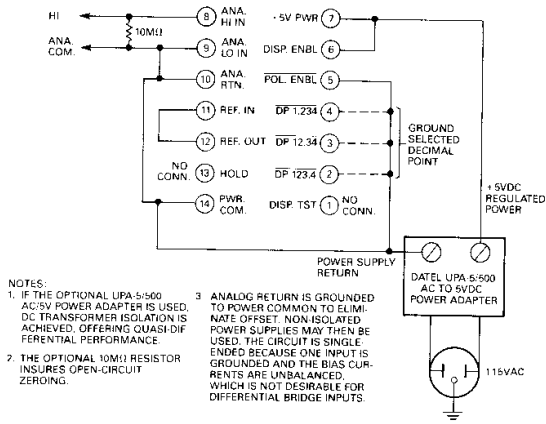 HI
ANA.
COM.
10MΩ
8 ANA.
HI IN
9 ANA.
LO IN
10 ANA.
RTN.
11 REF. IN
12 REF. OUT
NO
CONN.
13 HOLD
14 PWR.
COM.
+5V PWR 7
DISP. ENBL 6
POL. ENBL 5
DP 1.234 4
DP 12.34 3
DP 123.4 2
DISP. TST 1 NO
CONN.
GROUND
SELECTED
DECIMAL
POINT
+5VDC
REGULATED
POWER
POWER SUPPLY
RETURN
DATEL UPA-5/500
AC TO 5VDC
POWER ADAPTER
115VAC
NOTES:
1. IF THE OPTIONAL UPA-5/500
AC/5V POWER ADAPTER IS USED,
DC TRANSFORMER ISOLATION IS
ACHIEVED, OFFERING QUASI-DIF
FERENTIAL PERFORMANCE.
2. THE OPTIONAL 10MΩ RESISTOR
INSURES OPEN-CIRCUIT
ZEROING.
3 ANALOG RETURN IS GROUNDED
TO POWER COMMON TO ELIMI-
NATE OFFSET. NON-ISOLATED
POWER SUPPLIES MAY THEN BE
USED. THE CIRCUIT IS SINGLE-
ENDED BECAUSE ONE INPUT IS
GROUNDED AND THE BIAS CUR-
RENTS ARE UNBALANCED,
WHICH IS NOT DESIRABLE FOR
DIFFERENTIAL BRIDGE INPUTS.